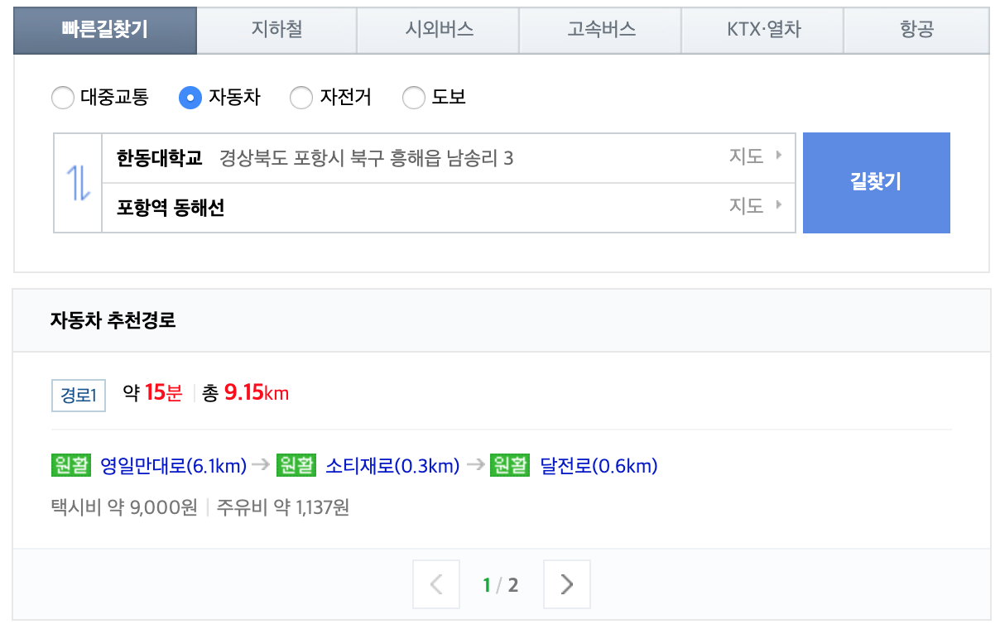 빠른길찾기 지하철 시외버스 고속버스 KTX·열차 항공
대중교통 자동차 자전거 도보
한동대학교 경상북도 포항시 북구 흥해읍 남송리 3 지도
포항역 동해선 지도
길찾기
자동차 추천경로
경로1 약 15분 총 9.15km
원활 영일만대로(6.1km) → 원활 소티재로(0.3km) → 원활 달전로(0.6km)
택시비 약 9,000원 | 주유비 약 1,137원
1 / 2